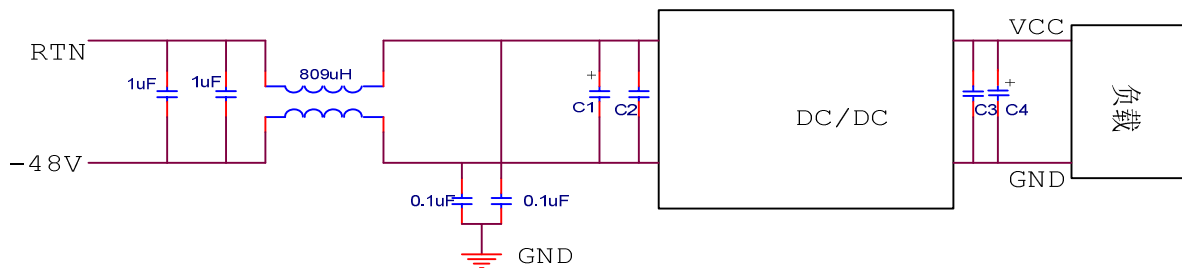 RTN
1uF
1uF
809uH
-48V
0.1uF
0.1uF
GND
+
C1
C2
DC/DC
VCC
+
C3
C4
GND
负载